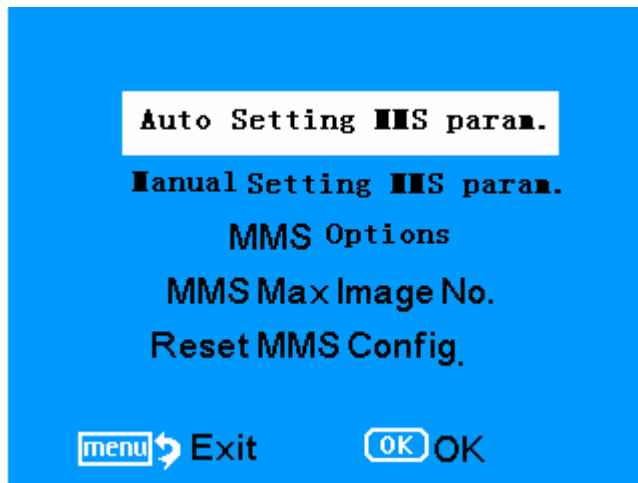 Auto Setting MMS param.
Manual Setting MMS param.
MMS Options
MMS Max Image No.
Reset MMS Config.
menu Exit OK OK